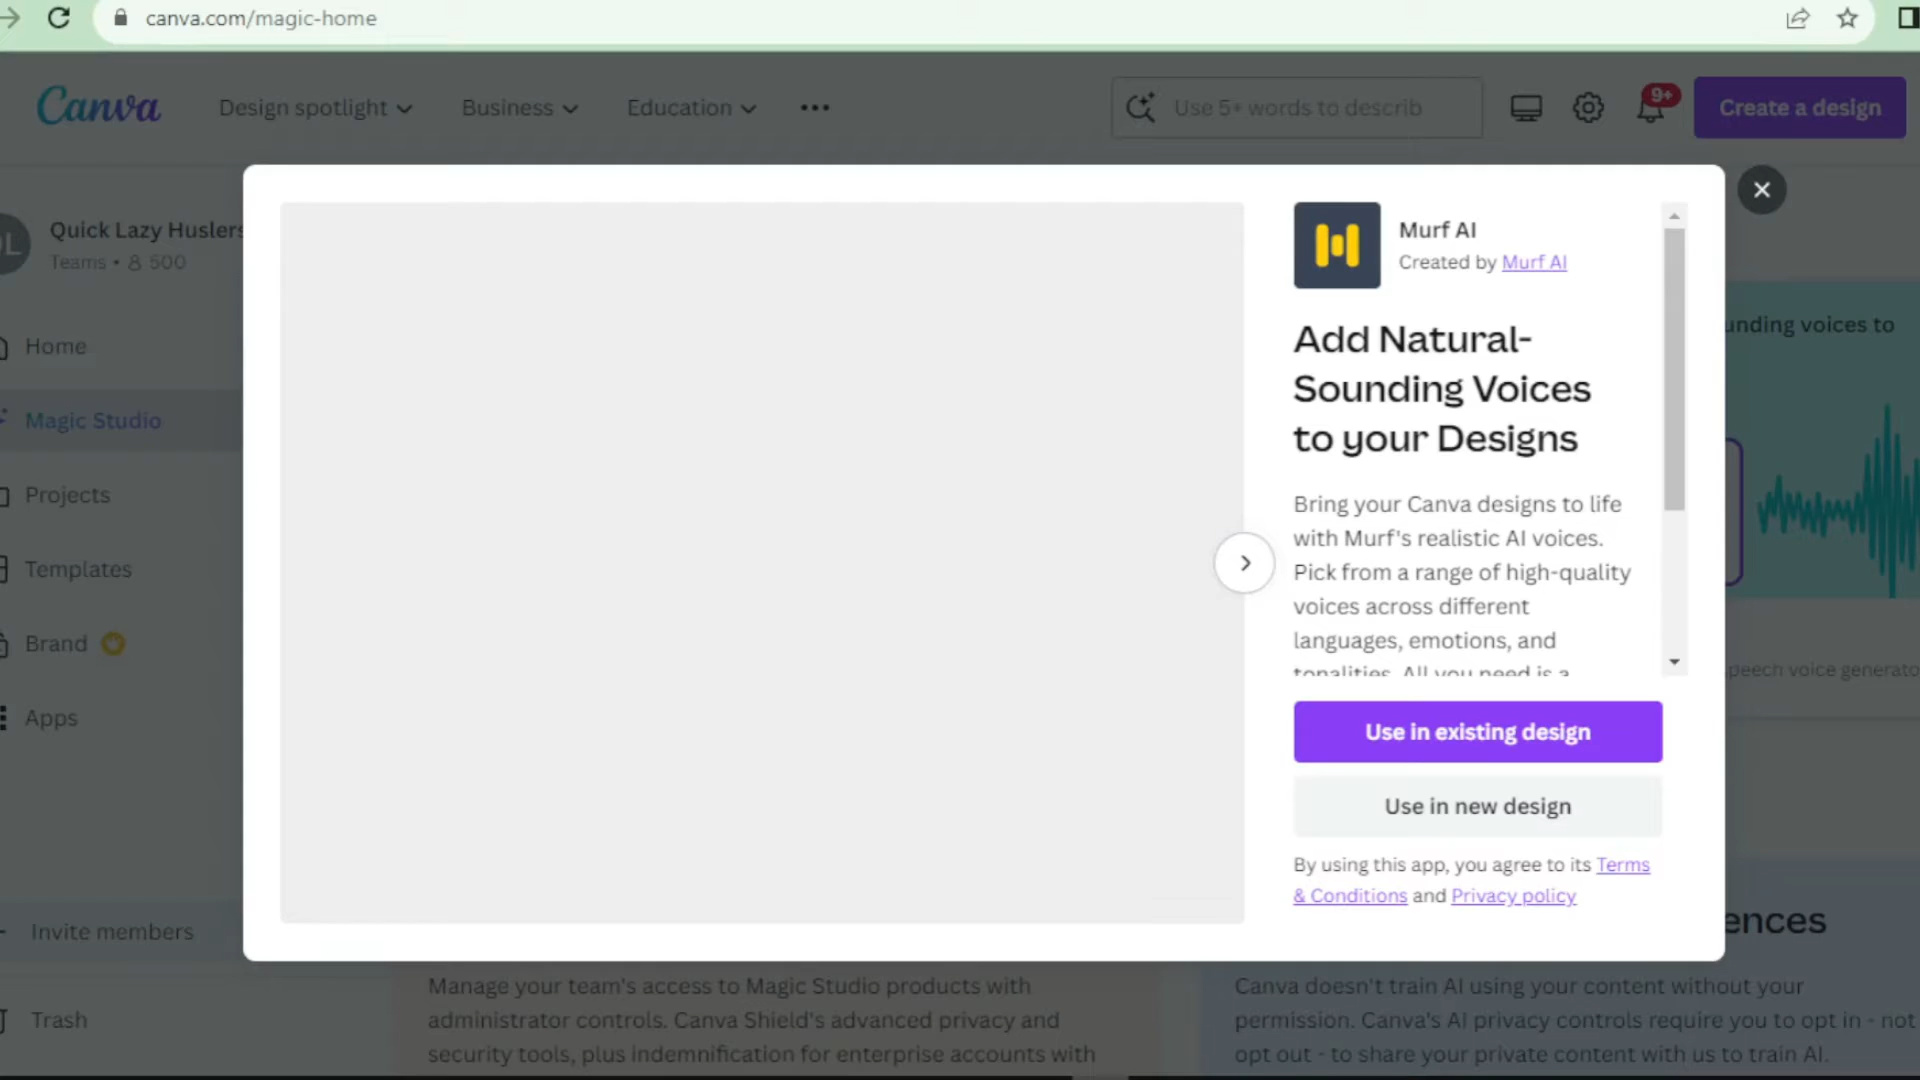 canva.com/magic-home
Canva
Design spotlight
Business
Education
Use 5+ words to describ
9+
Create a design
Quick Lazy Huslers
Teams • 500
Home
Magic Studio
Projects
Templates
Brand
Apps
Invite members
Trash
Murf AI
Created by Murf AI
Add Natural-
Sounding Voices
to your Designs
Bring your Canva designs to life
with Murf's realistic AI voices.
Pick from a range of high-quality
voices across different
languages, emotions, and
tonalities. All you need is a
Use in existing design
Use in new design
By using this app, you agree to its Terms
& Conditions and Privacy policy
unding voices to
peech voice generato
ences
Manage your team's access to Magic Studio products with
administrator controls. Canva Shield's advanced privacy and
security tools, plus indemnification for enterprise accounts with
Canva doesn't train AI using your content without your
permission. Canva's AI privacy controls require you to opt in - not
opt out - to share your private content with us to train AI.